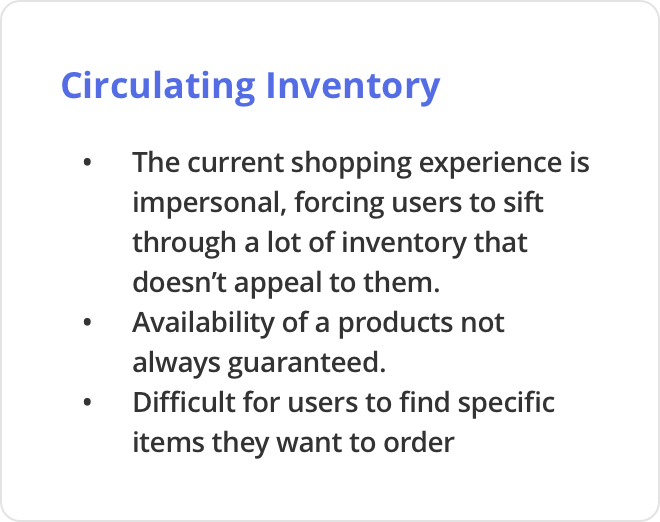 Circulating Inventory
• The current shopping experience is
impersonal, forcing users to sift
through a lot of inventory that
doesn’t appeal to them.
• Availability of a products not
always guaranteed.
• Difficult for users to find specific
items they want to order